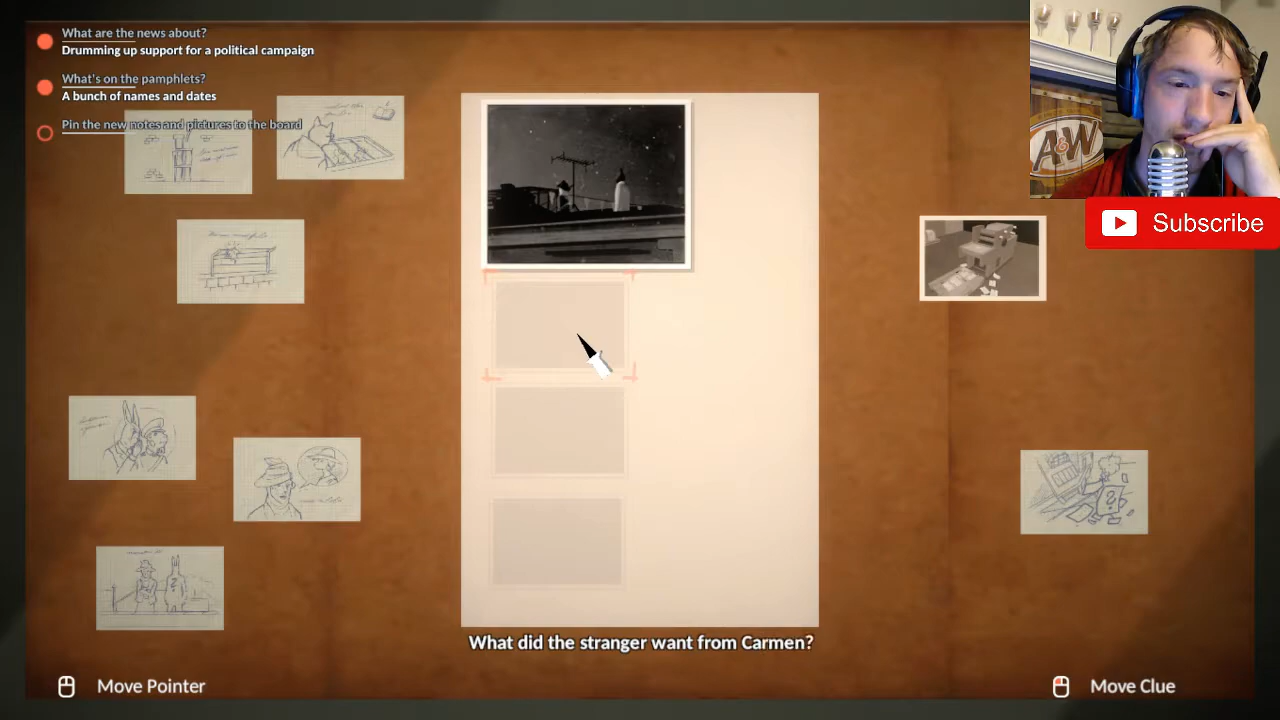 What are the news about?
Drumming up support for a political campaign
What's on the pamphlets?
A bunch of names and dates
Pin the new notes and pictures to the board
A&W
Subscribe
?
?
What did the stranger want from Carmen?
Move Pointer
Move Clue